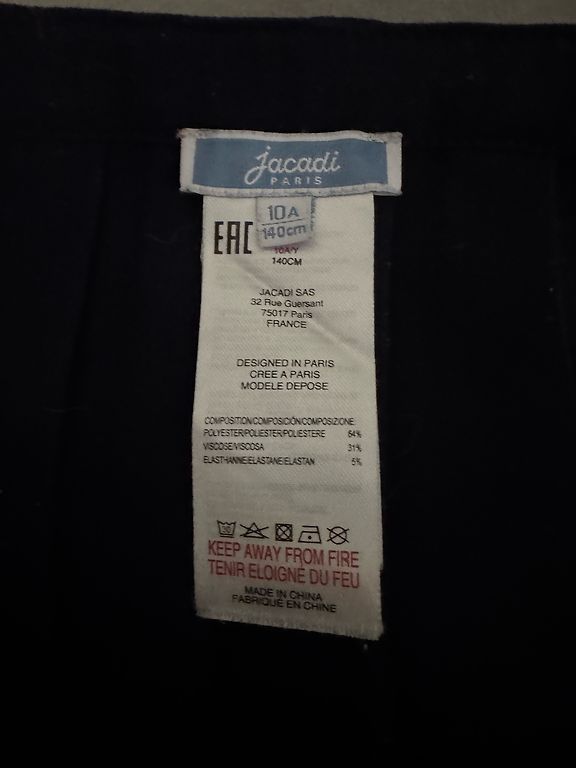 jacadi
PARIS
10A
140cm
EAC
10A/Y
140CM
JACADI SAS
32 Rue Guersant
75017 Paris
FRANCE
DESIGNED IN PARIS
CREE A PARIS
MODELE DEPOSE
COMPOSITION/COMPOSICIÓN/COMPOSIZIONE:
POLYESTER/POLIESTER/POLIESTERE 64%
VISCOSE/VISCOSA 31%
ELASTHANNE/ELASTANE/ELASTAN 5%
30
KEEP AWAY FROM FIRE
TENIR ELOIGNÉ DU FEU
MADE IN CHINA
FABRIQUÉ EN CHINE